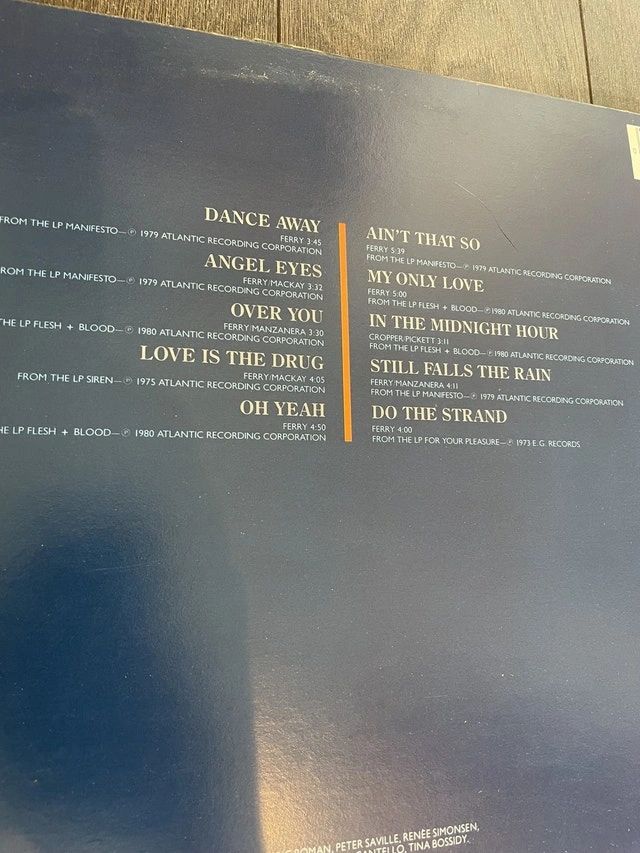 DANCE AWAY
FERRY 3:45
FROM THE LP MANIFESTO—℗ 1979 ATLANTIC RECORDING CORPORATION
ANGEL EYES
FERRY/MACKAY 3:32
FROM THE LP MANIFESTO—℗ 1979 ATLANTIC RECORDING CORPORATION
OVER YOU
FERRY/MANZANERA 3:30
THE LP FLESH + BLOOD—℗ 1980 ATLANTIC RECORDING CORPORATION
LOVE IS THE DRUG
FERRY/MACKAY 4:05
FROM THE LP SIREN—℗ 1975 ATLANTIC RECORDING CORPORATION
OH YEAH
FERRY 4:50
LP FLESH + BLOOD—℗ 1980 ATLANTIC RECORDING CORPORATION
AIN'T THAT SO
FERRY 5:39
FROM THE LP MANIFESTO—℗ 1979 ATLANTIC RECORDING CORPORATION
MY ONLY LOVE
FERRY 5:00
FROM THE LP FLESH + BLOOD—℗ 1980 ATLANTIC RECORDING CORPORATION
IN THE MIDNIGHT HOUR
CROPPER/PICKETT 3:11
FROM THE LP FLESH + BLOOD—℗ 1980 ATLANTIC RECORDING CORPORATION
STILL FALLS THE RAIN
FERRY/MANZANERA 4:11
FROM THE LP MANIFESTO—℗ 1979 ATLANTIC RECORDING CORPORATION
DO THE STRAND
FERRY 4:00
FROM THE LP FOR YOUR PLEASURE—℗ 1973 E.G. RECORDS
PETER SAVILLE, RENÉE SIMONSEN,
TINA BOSSIDY.